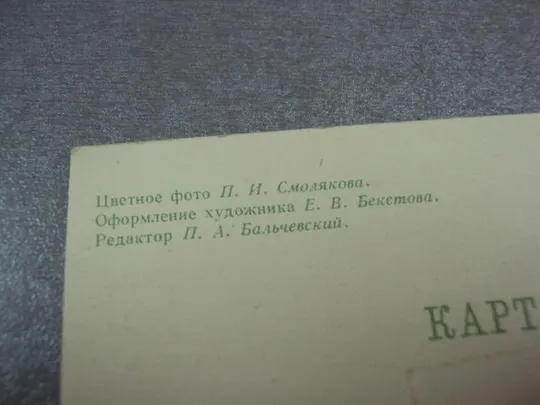 Цветное фото П. И. Смолякова.
Оформление художника Е. В. Бекетова.
Редактор П. А. Бальчевский.
КАРТ